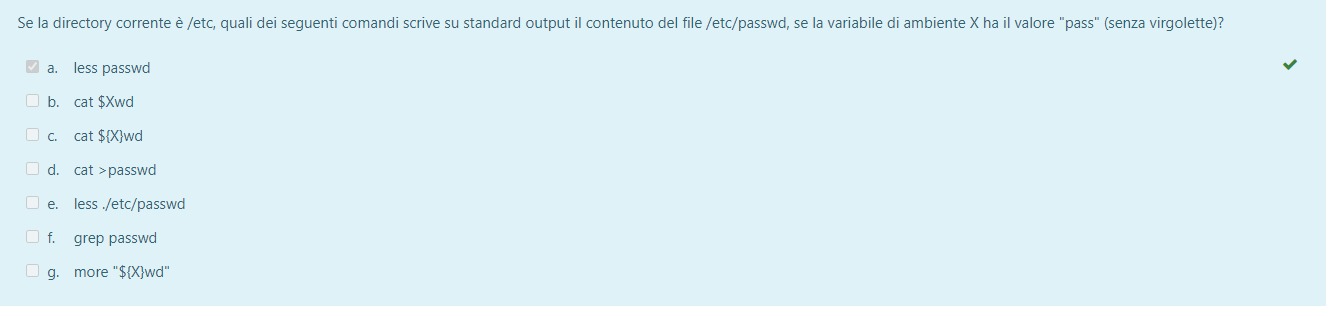 Se la directory corrente è /etc, quali dei seguenti comandi scrive su standard output il contenuto del file /etc/passwd, se la variabile di ambiente X ha il valore "pass" (senza virgolette)?
a. less passwd
b. cat $Xwd
c. cat ${X}wd
d. cat >passwd
e. less ./etc/passwd
f. grep passwd
g. more "${X}wd"